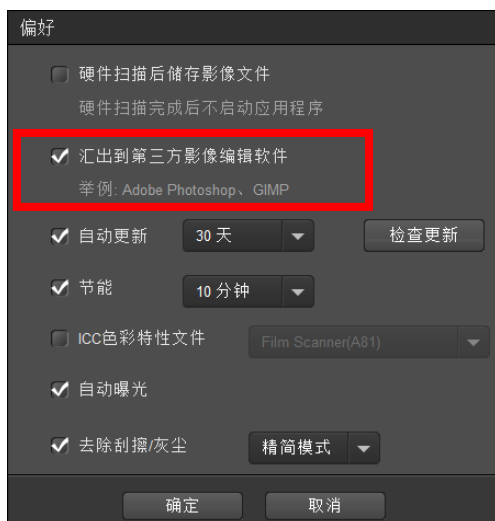 偏好
硬件扫描后储存影像文件
硬件扫描完成后不启动应用程序
汇出到第三方影像编辑软件
举例: Adobe Photoshop、GIMP
自动更新 30 天 检查更新
节能 10 分钟
ICC色彩特性文件 Film Scanner(A81)
自动曝光
去除刮擦/灰尘 精简模式
确定 取消